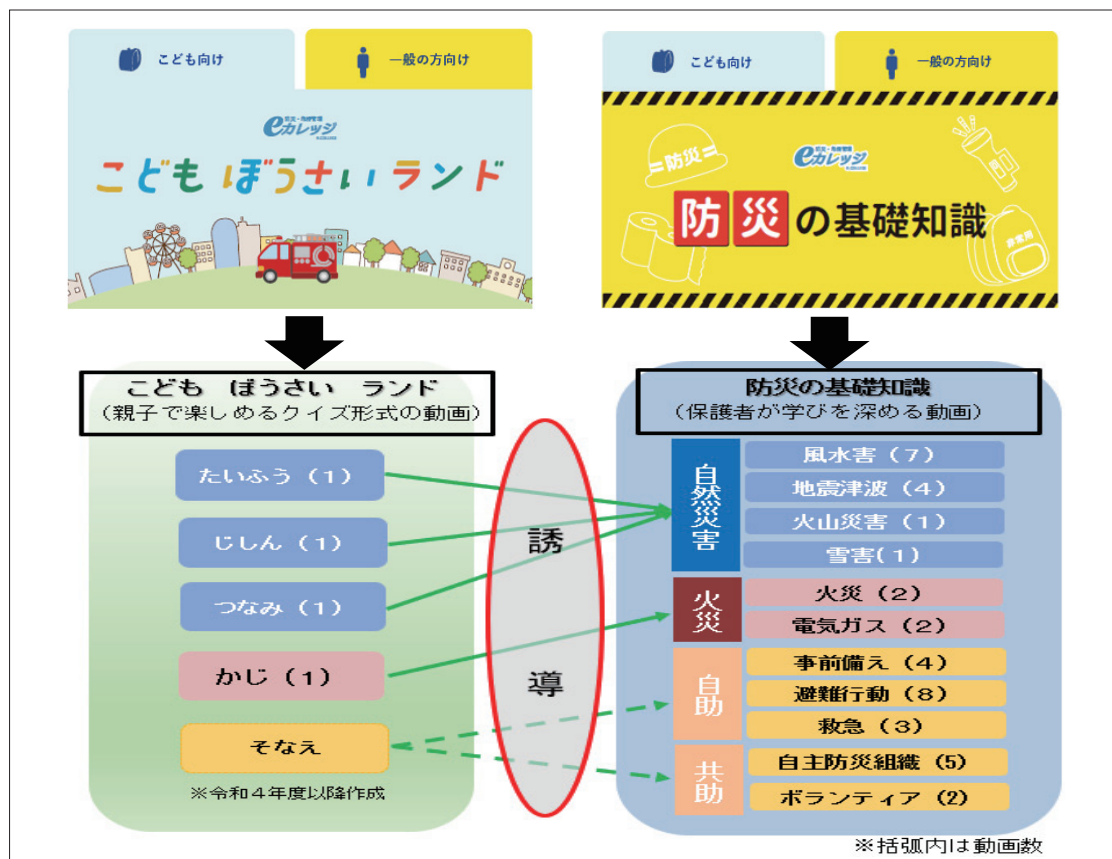 こども向け
一般の方向け
eカレッジ
こども ぼうさいランド
こども向け
一般の方向け
=防災=
eカレッジ
防災の基礎知識
非常用
こども ぼうさい ランド
(親子で楽しめるクイズ形式の動画)
たいふう(1)
じしん(1)
つなみ(1)
かじ(1)
そなえ
※令和4年度以降作成
誘導
防災の基礎知識
(保護者が学びを深める動画)
自然災害
風水害(7)
地震津波(4)
火山災害(1)
雪害(1)
火災
火災(2)
電気ガス(2)
自助
事前備え(4)
避難行動(8)
救急(3)
共助
自主防災組織(5)
ボランティア(2)
※括弧内は動画数